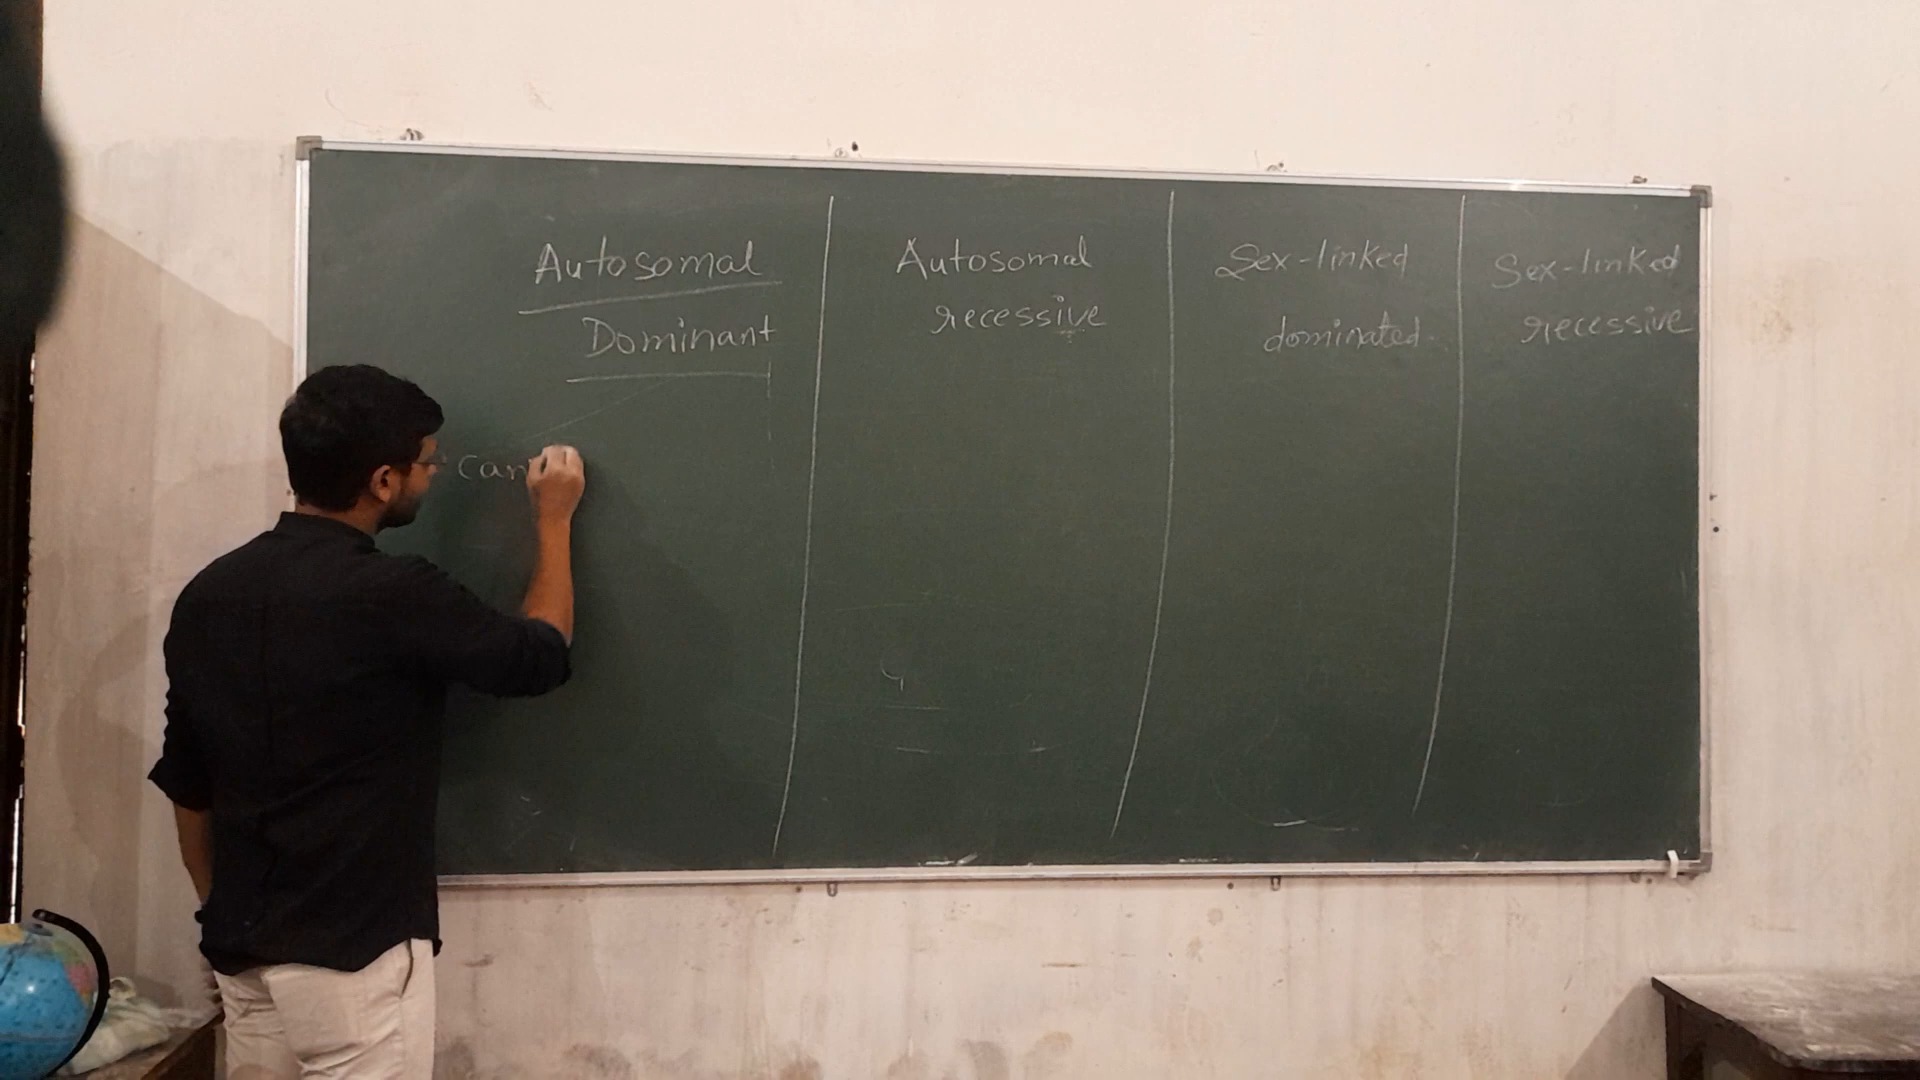 Autosomal
Dominant
Autosomal
recessive
Sex-linked
dominated
Sex-linked
recessive